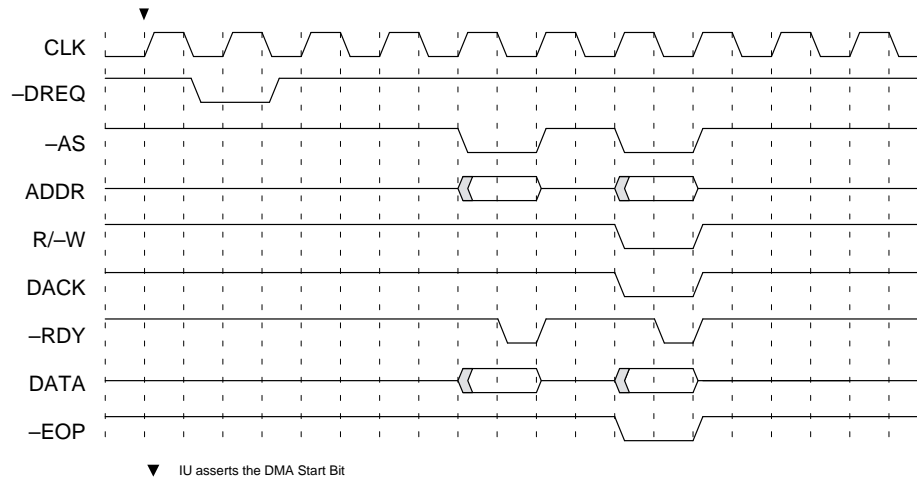 CLK
–DREQ
–AS
ADDR
R/–W
DACK
–RDY
DATA
–EOP
IU asserts the DMA Start Bit